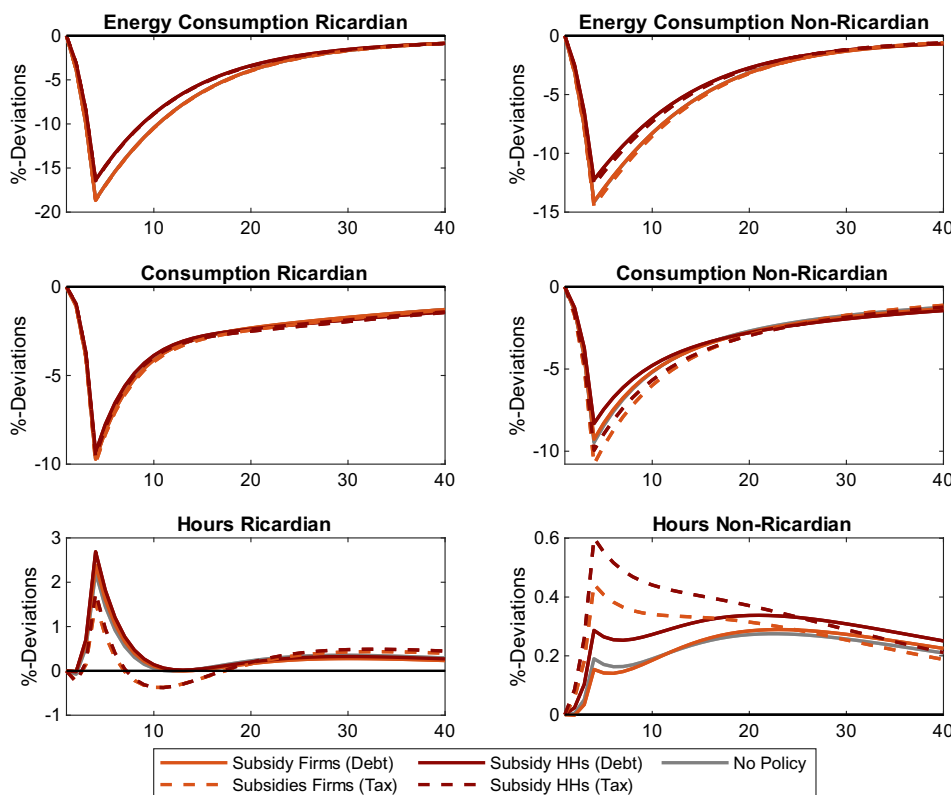 Energy Consumption Ricardian
Energy Consumption Non-Ricardian
%-Deviations
0
-5
-10
-15
-20
10
20
30
40
%-Deviations
0
-5
-10
-15
10
20
30
40
Consumption Ricardian
Consumption Non-Ricardian
%-Deviations
0
-5
-10
10
20
30
40
%-Deviations
0
-5
-10
10
20
30
40
Hours Ricardian
Hours Non-Ricardian
%-Deviations
3
2
1
0
-1
10
20
30
40
%-Deviations
0.6
0.4
0.2
0
10
20
30
40
Subsidy Firms (Debt)
Subsidy HHs (Debt)
No Policy
Subsidies Firms (Tax)
Subsidy HHs (Tax)